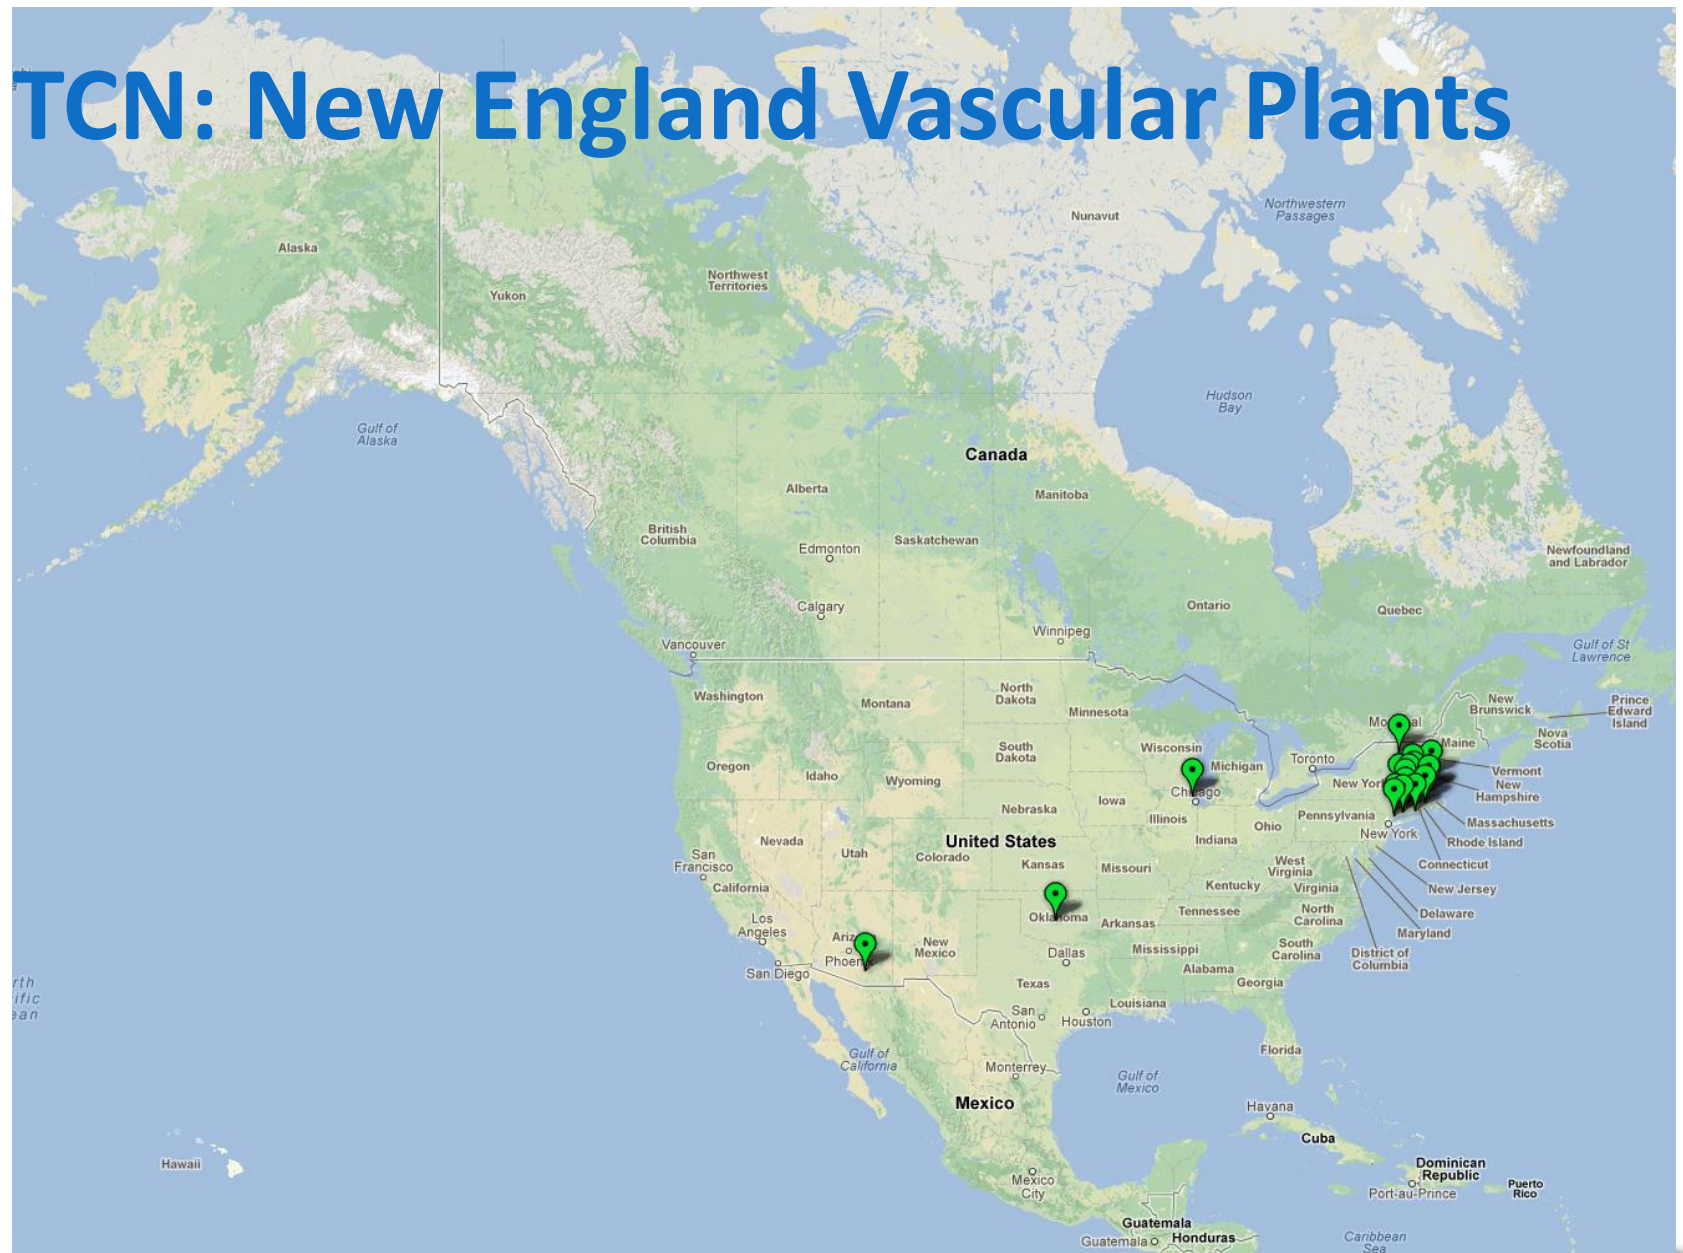 TCN: New England Vascular Plants
Northwestern
Passages
Nunavut
Alaska
Northwest
Territories
Yukon
Hudson
Bay
Gulf of
Alaska
Canada
Alberta
Manitoba
British
Columbia
Saskatchewan
Edmonton
Newfoundland
and Labrador
Calgary
Ontario
Quebec
Winnipeg
Vancouver
Gulf of St
Lawrence
Washington
Montana
North
Dakota
Minnesota
New
Brunswick
Prince
Edward
Island
Maine
Nova
Scotia
Wisconsin
South
Dakota
Toronto
Oregon
Idaho
Wyoming
Michigan
Vermont
New
Hampshire
New York
Iowa
Nebraska
Illinois
Pennsylvania
Massachusetts
Ohio
New York
Rhode Island
Nevada
United States
Indiana
Utah
Colorado
Kansas
Missouri
West
Virginia
Connecticut
San
Francisco
California
Kentucky
Virginia
New Jersey
Tennessee
North
Carolina
Delaware
Los
Angeles
Arkansas
Maryland
New
Mexico
Dallas
Mississippi
South
Carolina
District of
Columbia
San Diego
Alabama
Georgia
Texas
Louisiana
San
Antonio
Houston
Florida
Gulf of
California
Monterrey
Gulf of
Mexico
Mexico
Havana
Cuba
Hawaii
Dominican
Republic
Port-au-Prince
Puerto
Rico
Mexico
City
Guatemala
Guatemala
Honduras
Caribbean
Sea